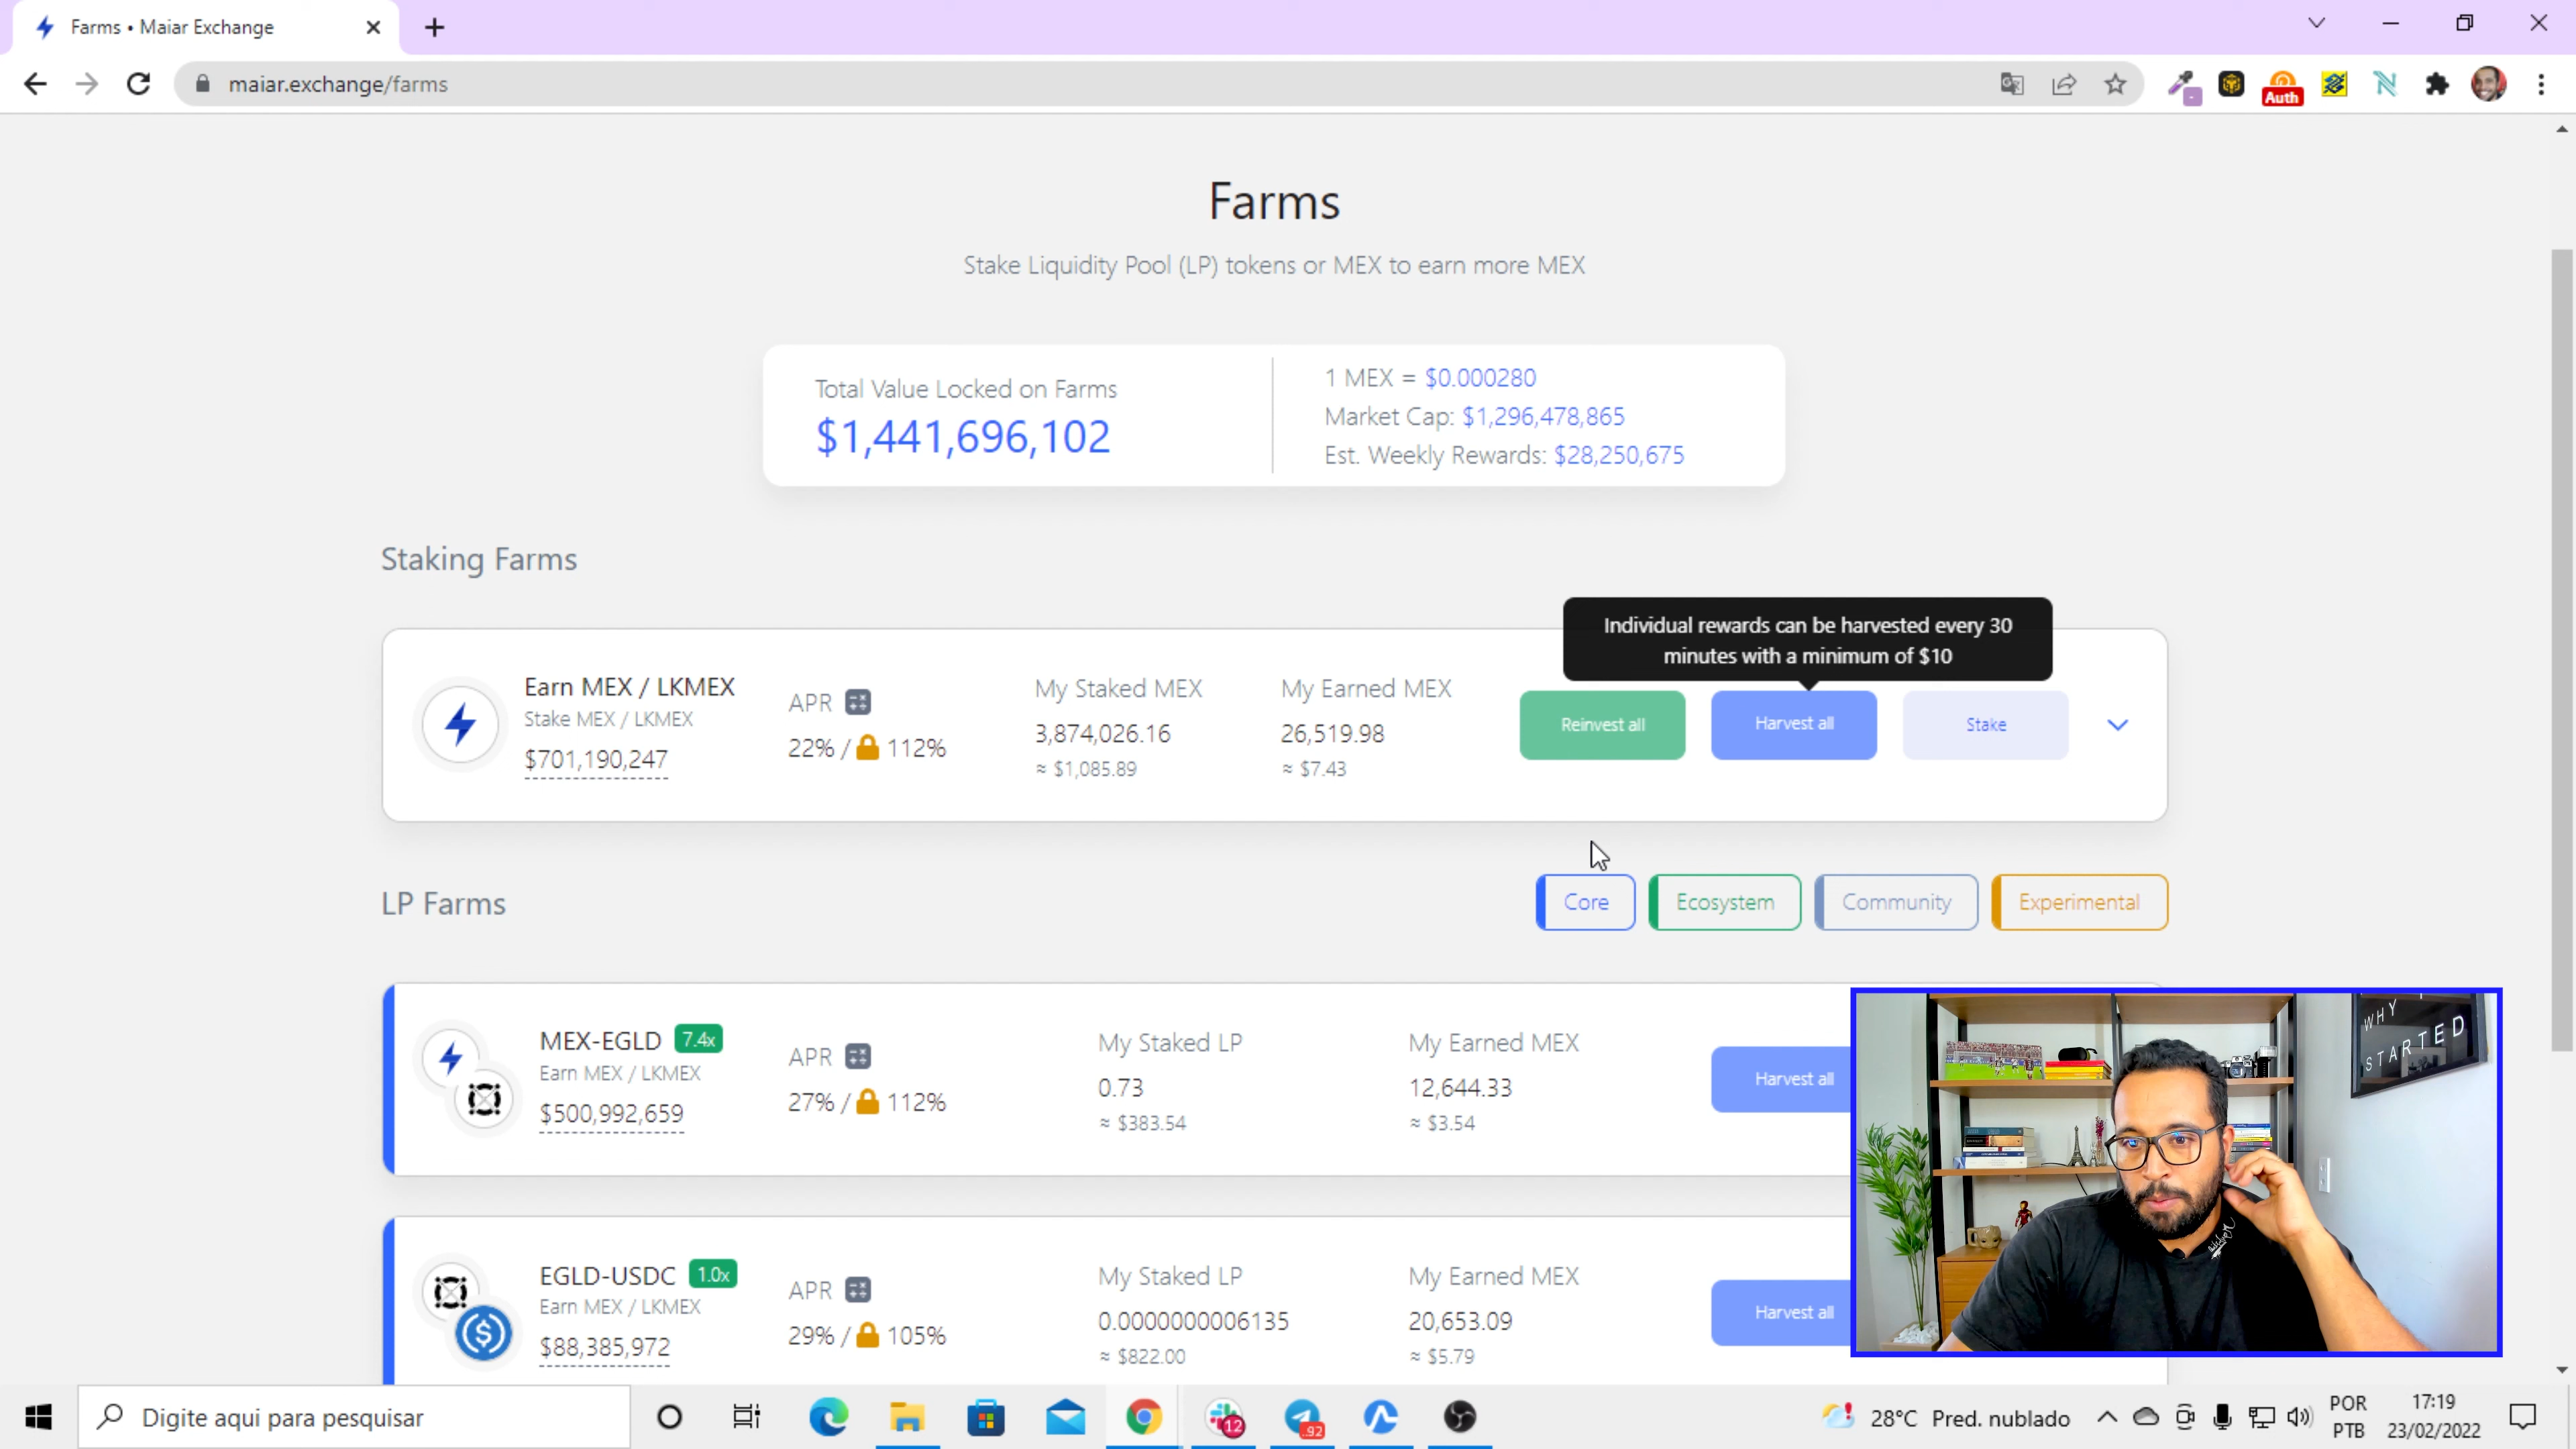 Farms • Maiar Exchange
maiar.exchange/farms
Auth
Farms
Stake Liquidity Pool (LP) tokens or MEX to earn more MEX
Total Value Locked on Farms
$1,441,696,102
1 MEX = $0.000280
Market Cap: $1,296,478,865
Est. Weekly Rewards: $28,250,675
Staking Farms
Individual rewards can be harvested every 30
minutes with a minimum of $10
Earn MEX / LKMEX
Stake MEX / LKMEX
$701,190,247
APR
22% / 112%
My Staked MEX
3,874,026.16
≈ $1,085.89
My Earned MEX
26,519.98
≈ $7.43
Reinvest all
Harvest all
Stake
LP Farms
Core
Ecosystem
Community
Experimental
MEX-EGLD 7.4x
Earn MEX / LKMEX
$500,992,659
APR
27% / 112%
My Staked LP
0.73
≈ $383.54
My Earned MEX
12,644.33
≈ $3.54
Harvest all
EGLD-USDC 1.0x
Earn MEX / LKMEX
$88,385,972
APR
29% / 105%
My Staked LP
0.0000000006135
≈ $822.00
My Earned MEX
20,653.09
≈ $5.79
Harvest all
WHY I
STARTED
Digite aqui para pesquisar
12
..92
28°C Pred. nublado
POR
PTB
17:19
23/02/2022